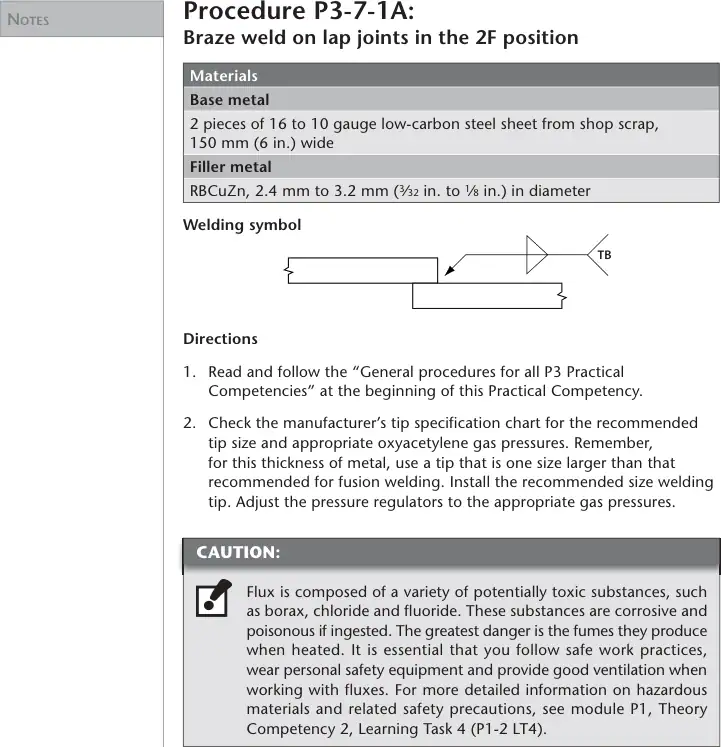 NOTES
Procedure P3-7-1A:
Braze weld on lap joints in the 2F position
Materials
Base metal
2 pieces of 16 to 10 gauge low-carbon steel sheet from shop scrap,
150 mm (6 in.) wide
Filler metal
RBCuZn, 2.4 mm to 3.2 mm (3⁄32 in. to 1⁄8 in.) in diameter
Welding symbol
TB
Directions
1. Read and follow the “General procedures for all P3 Practical
Competencies” at the beginning of this Practical Competency.
2. Check the manufacturer’s tip specification chart for the recommended
tip size and appropriate oxyacetylene gas pressures. Remember,
for this thickness of metal, use a tip that is one size larger than that
recommended for fusion welding. Install the recommended size welding
tip. Adjust the pressure regulators to the appropriate gas pressures.
CAUTION:
Flux is composed of a variety of potentially toxic substances, such
as borax, chloride and fluoride. These substances are corrosive and
poisonous if ingested. The greatest danger is the fumes they produce
when heated. It is essential that you follow safe work practices,
wear personal safety equipment and provide good ventilation when
working with fluxes. For more detailed information on hazardous
materials and related safety precautions, see module P1, Theory
Competency 2, Learning Task 4 (P1-2 LT4).